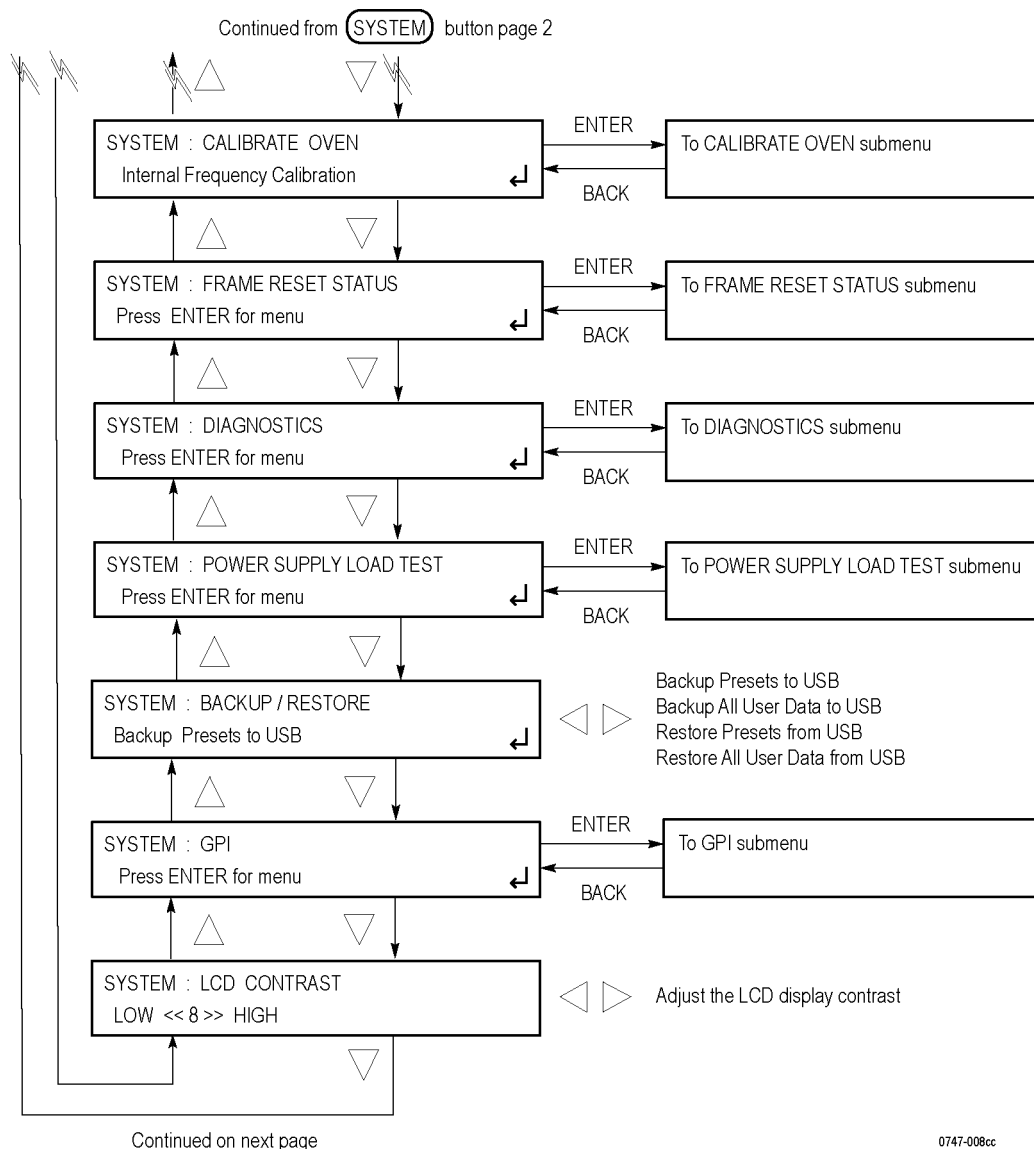 Continued from SYSTEM button page 2
SYSTEM : CALIBRATE OVEN
Internal Frequency Calibration
ENTER
BACK
To CALIBRATE OVEN submenu
SYSTEM : FRAME RESET STATUS
Press ENTER for menu
ENTER
BACK
To FRAME RESET STATUS submenu
SYSTEM : DIAGNOSTICS
Press ENTER for menu
ENTER
BACK
To DIAGNOSTICS submenu
SYSTEM : POWER SUPPLY LOAD TEST
Press ENTER for menu
ENTER
BACK
To POWER SUPPLY LOAD TEST submenu
SYSTEM : BACKUP / RESTORE
Backup Presets to USB
Backup Presets to USB
Backup All User Data to USB
Restore Presets from USB
Restore All User Data from USB
SYSTEM : GPI
Press ENTER for menu
ENTER
BACK
To GPI submenu
SYSTEM : LCD CONTRAST
LOW << 8 >> HIGH
Adjust the LCD display contrast
Continued on next page
0747-008cc